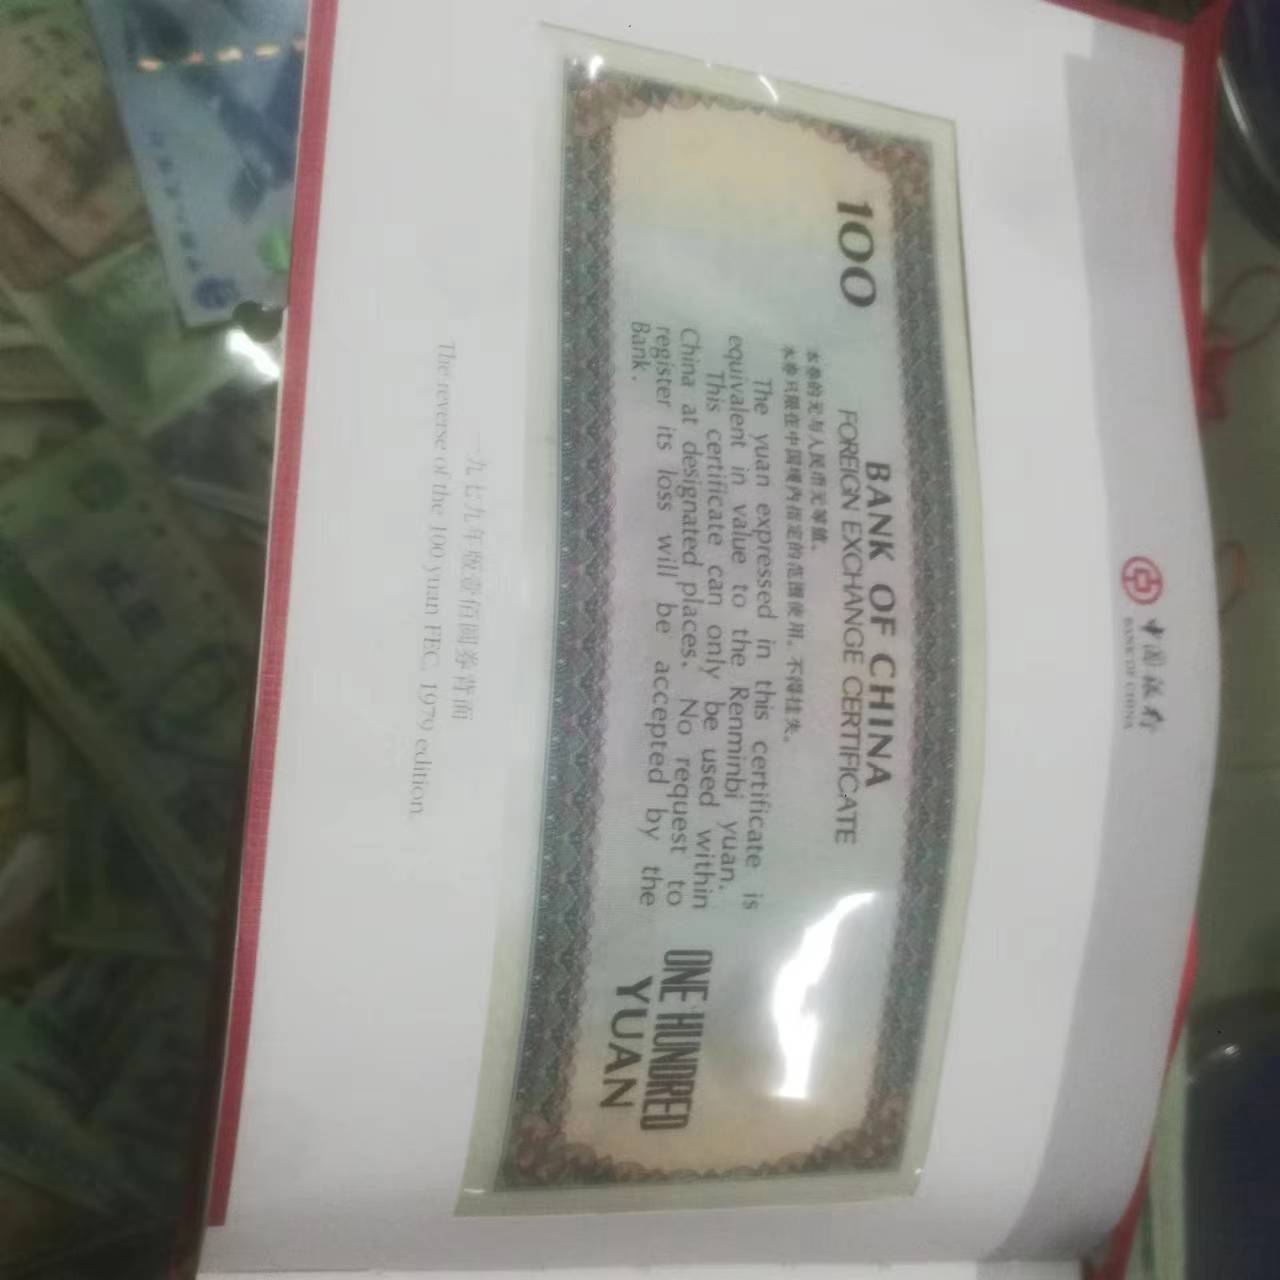 中国银行
BANK OF CHINA
100
BANK OF CHINA
FOREIGN EXCHANGE CERTIFICATE
本券的元与人民币元等值。
本券只限在中国境内指定的范围使用。不得挂失。
The yuan expressed in this certificate is
equivalent in value to the Renminbi yuan.
This certificate can only be used within
China at designated places. No request to
register its loss will be accepted by the
Bank.
ONE HUNDRED
YUAN
一九七九年版壹佰圆券背面
The reverse of the 100 yuan FEC, 1979 edition.